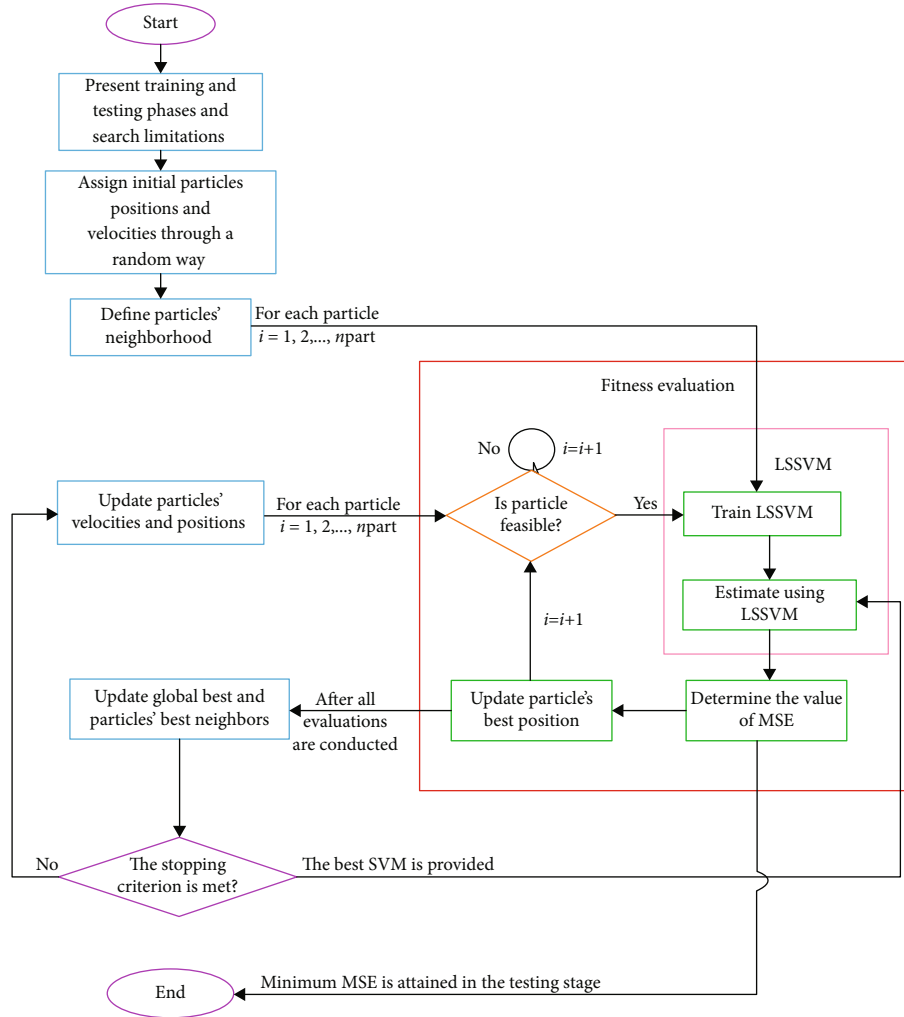 Start
Present training and
testing phases and
search limitations
Assign initial particles
positions and
velocities through a
random way
Define particles'
neighborhood
For each particle
i = 1, 2,..., npart
Fitness evaluation
No
i=i+1
LSSVM
Update particles'
velocities and positions
For each particle
i = 1, 2,..., npart
Is particle
feasible?
Yes
Train LSSVM
Estimate using
LSSVM
i=i+1
Update global best and
particles' best neighbors
After all
evaluations
are conducted
Update particle's
best position
Determine the value
of MSE
No
The stopping
criterion is met?
The best SVM is provided
End
Minimum MSE is attained in the testing stage